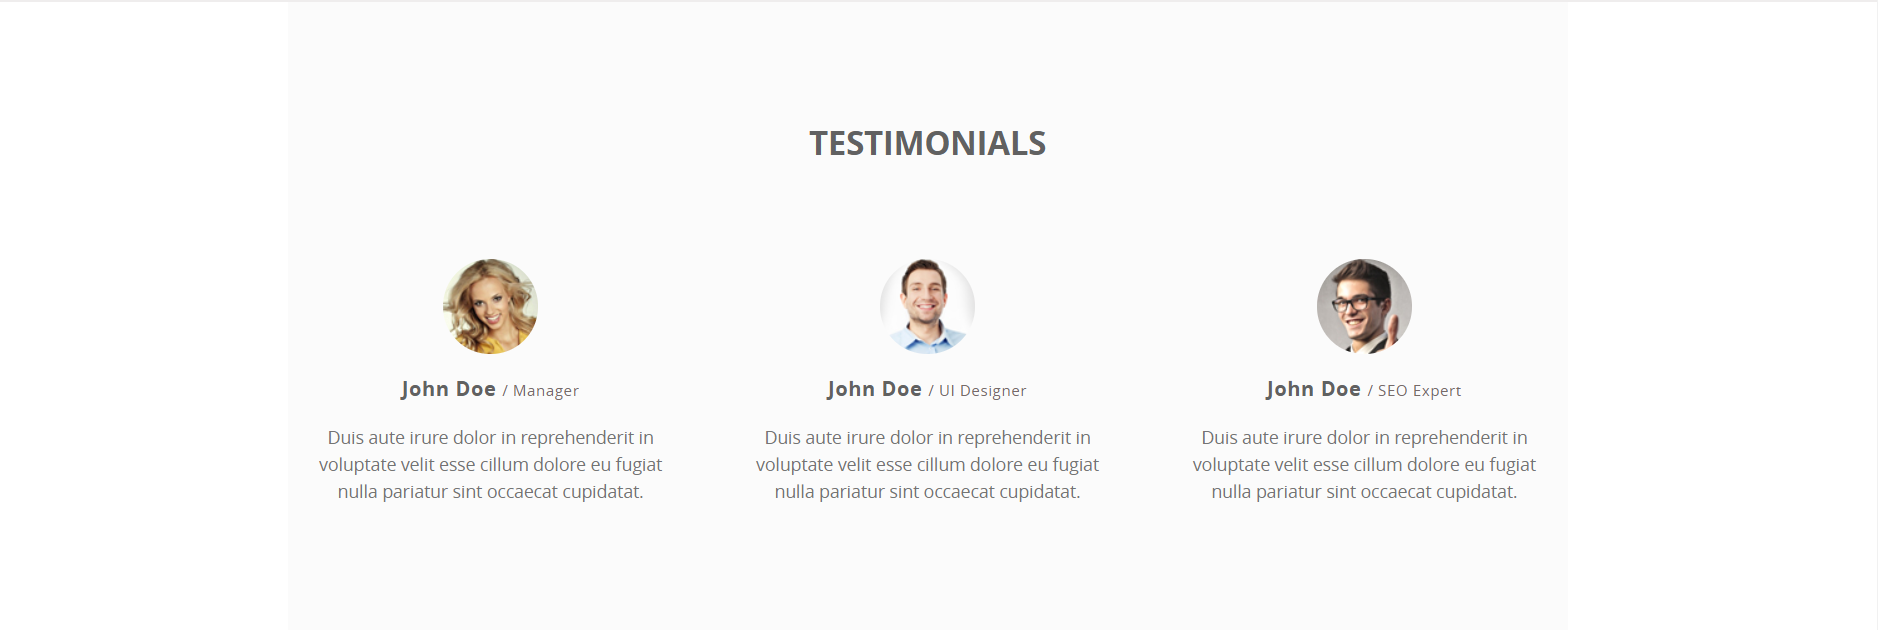 TESTIMONIALS
John Doe / Manager
Duis aute irure dolor in reprehenderit in
voluptate velit esse cillum dolore eu fugiat
nulla pariatur sint occaecat cupidatat.
John Doe / UI Designer
Duis aute irure dolor in reprehenderit in
voluptate velit esse cillum dolore eu fugiat
nulla pariatur sint occaecat cupidatat.
John Doe / SEO Expert
Duis aute irure dolor in reprehenderit in
voluptate velit esse cillum dolore eu fugiat
nulla pariatur sint occaecat cupidatat.